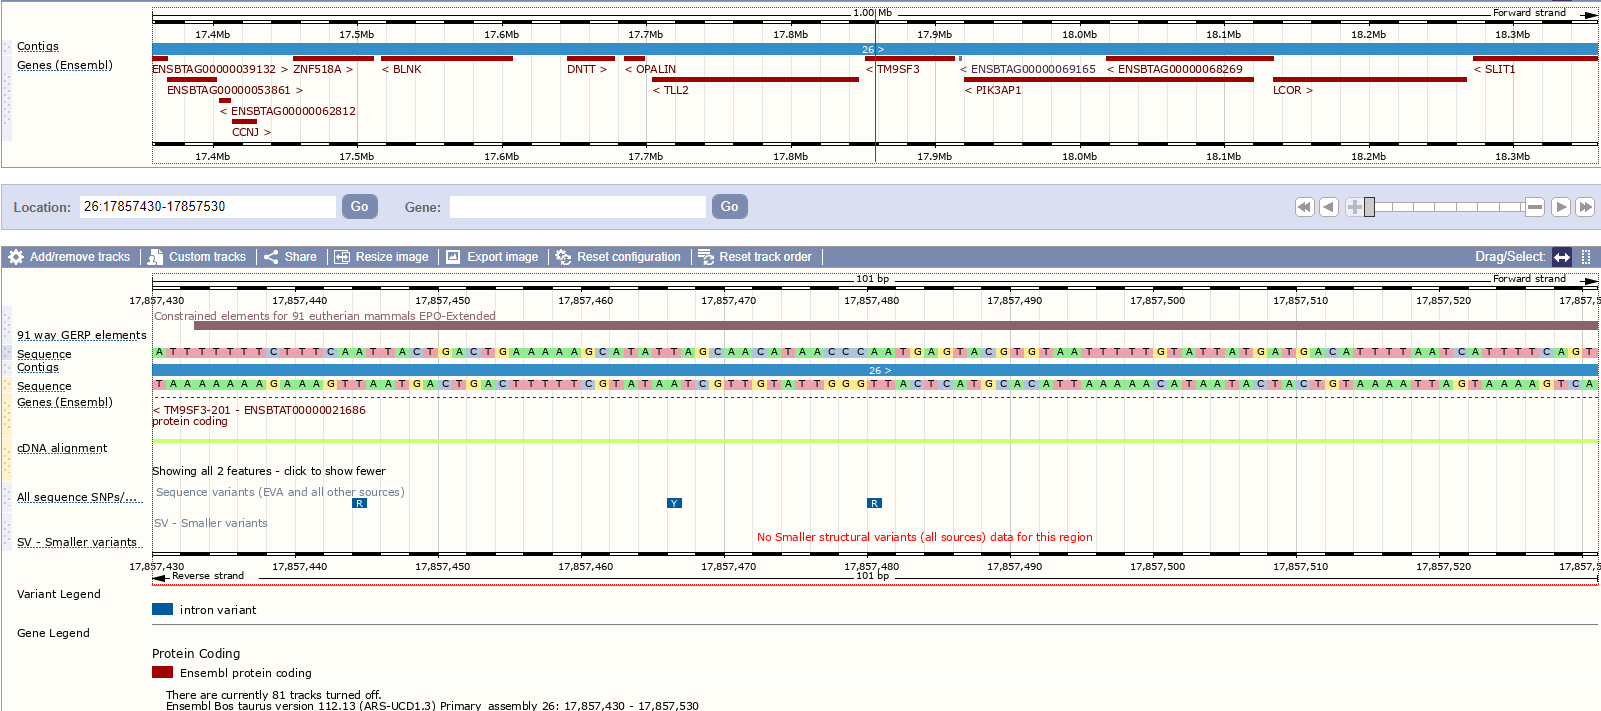 1.00 Mb Forward strand
17.4Mb 17.5Mb 17.6Mb 17.7Mb 17.8Mb 17.9Mb 18.0Mb 18.1Mb 18.2Mb 18.3Mb
Contigs 26 >
Genes (Ensembl) ENSBTAG00000039132 > ZNF518A > < BLNK DNTT > < OPALIN < TM9SF3 < ENSBTAG00000069165 < ENSBTAG00000068269 < SLIT1
ENSBTAG00000053861 > < TLL2 < PIK3AP1 LCOR >
< ENSBTAG00000062812
CCNJ >
17.4Mb 17.5Mb 17.6Mb 17.7Mb 17.8Mb 17.9Mb 18.0Mb 18.1Mb 18.2Mb 18.3Mb
Location: 26:17857430-17857530 Go Gene: Go
Add/remove tracks Custom tracks Share Resize image Export image Reset configuration Reset track order Drag/Select:
101 bp Forward strand
17,857,430 17,857,440 17,857,450 17,857,460 17,857,470 17,857,480 17,857,490 17,857,500 17,857,510 17,857,520 17,857,5
Constrained elements for 91 eutherian mammals EPO-Extended
91 way GERP elements
Sequence A T T T T T T T C T T T C A A T T A C T G A C T G A A A A A G C A T A T T A G C A A C A T A A C C C A A T G A G T A C G T G T A A T T T T T G T A T T A T G A T G A C A T T T T A A T C A T T T T C A G T
Contigs 26 >
Sequence T A A A A A A A G A A A G T T A A T G A C T G A C T T T T T C G T A T A A T C G T T G T A T T G G G T T A C T C A T G C A C A T T A A A A A C A T A A T A C T A C T G T A A A A T T A G T A A A A G T C A
Genes (Ensembl)
< TM9SF3-201 - ENSBTAT00000021686
protein coding
cDNA alignment
Showing all 2 features - click to show fewer
Sequence variants (EVA and all other sources)
All sequence SNPs/... R Y R
SV - Smaller variants
No Smaller structural variants (all sources) data for this region
SV - Smaller variants
17,857,430 17,857,440 17,857,450 17,857,460 17,857,470 17,857,480 17,857,490 17,857,500 17,857,510 17,857,520 17,857,5
Reverse strand 101 bp
Variant Legend
intron variant
Gene Legend
Protein Coding
Ensembl protein coding
There are currently 81 tracks turned off.
Ensembl Bos taurus version 112.13 (ARS-UCD1.3) Primary_assembly 26: 17,857,430 - 17,857,530